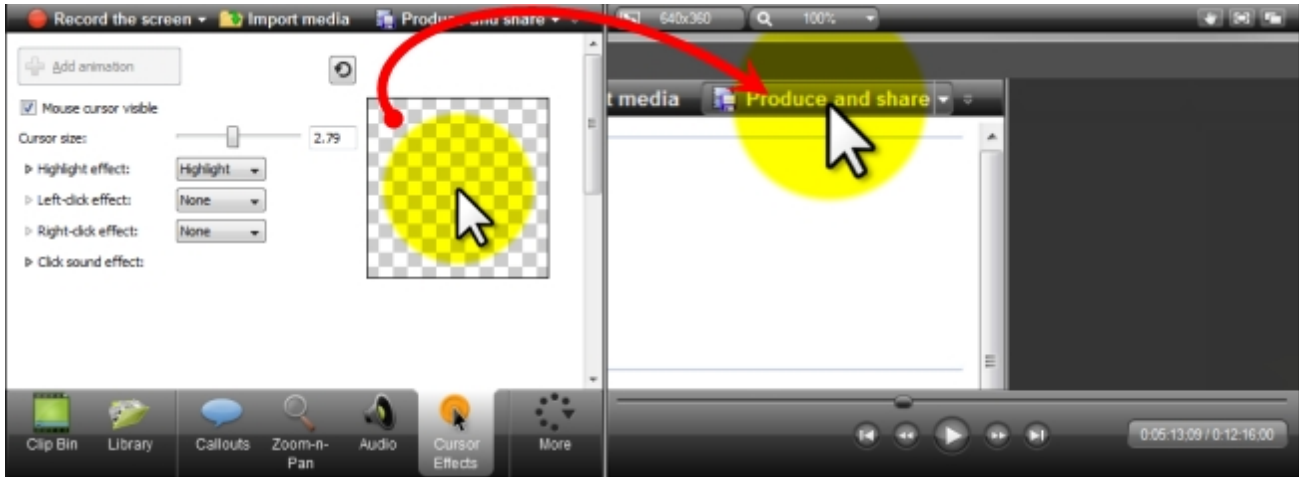 Record the screen Import media Produce and share
640x360 100%
Add animation
Mouse cursor visible
Cursor size: 2.79
Highlight effect: Highlight
Left-click effect: None
Right-click effect: None
Click sound effect:
t media Produce and share
Clip Bin Library Callouts Zoom-n-Pan Audio Cursor Effects More
0:05:13;09 / 0:12:16;00